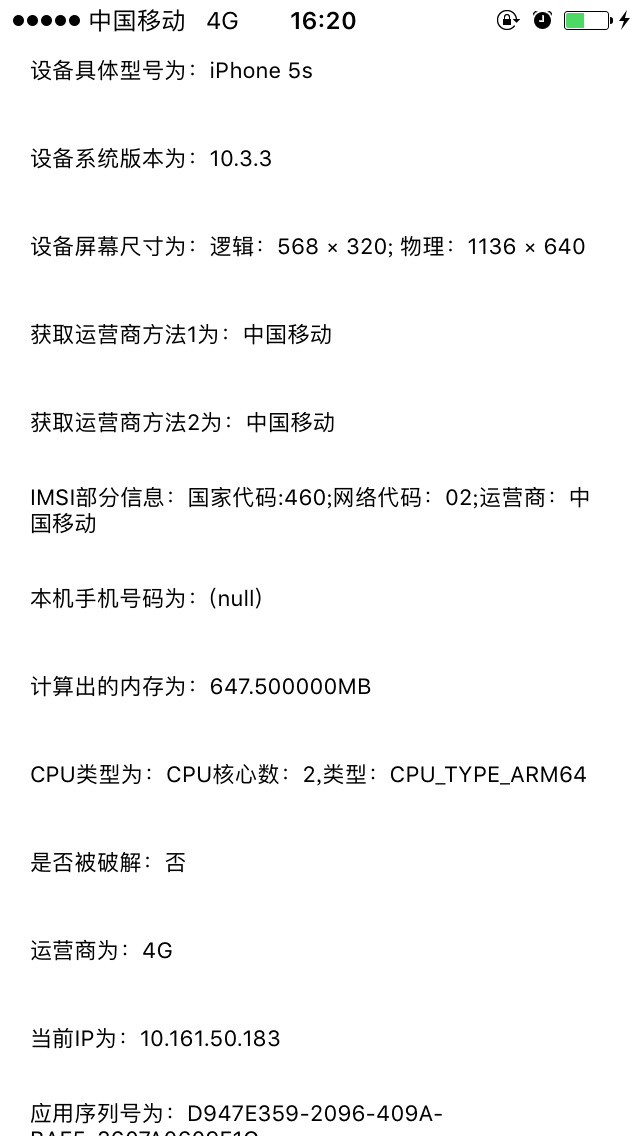 中国移动 4G 16:20
设备具体型号为：iPhone 5s
设备系统版本为：10.3.3
设备屏幕尺寸为：逻辑：568 × 320; 物理：1136 × 640
获取运营商方法1为：中国移动
获取运营商方法2为：中国移动
IMSI部分信息：国家代码:460;网络代码：02;运营商：中
国移动
本机手机号码为：(null)
计算出的内存为：647.500000MB
CPU类型为：CPU核心数：2,类型：CPU_TYPE_ARM64
是否被破解：否
运营商为：4G
当前IP为：10.161.50.183
应用序列号为：D947E359-2096-409A-